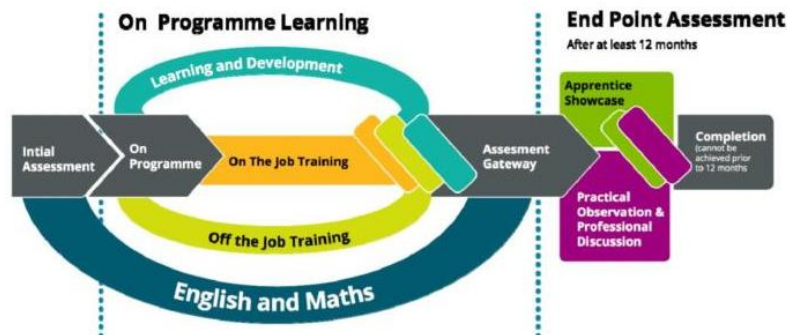 On Programme Learning
End Point Assessment
After at least 12 months
Learning and Development
Apprentice
Showcase
Intial
Assessment
On
Programme
On The Job Training
Assesment
Gateway
Completion
(cannot be
achieved prior
to 12 months
Practical
Observation &
Professional
Discussion
Off the Job Training
English and Maths